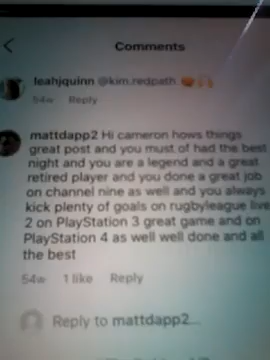 Comments
leahjquinn @kim.redpath
54w Reply
mattdapp2 Hi cameron hows things
great post and you must of had the best
night and you are a legend and a great
retired player and you done a great job
on channel nine as well and you always
kick plenty of goals on rugbyleague live
2 on PlayStation 3 great game and on
PlayStation 4 as well well done and all
the best
54w 1 like Reply
Reply to mattdapp2...